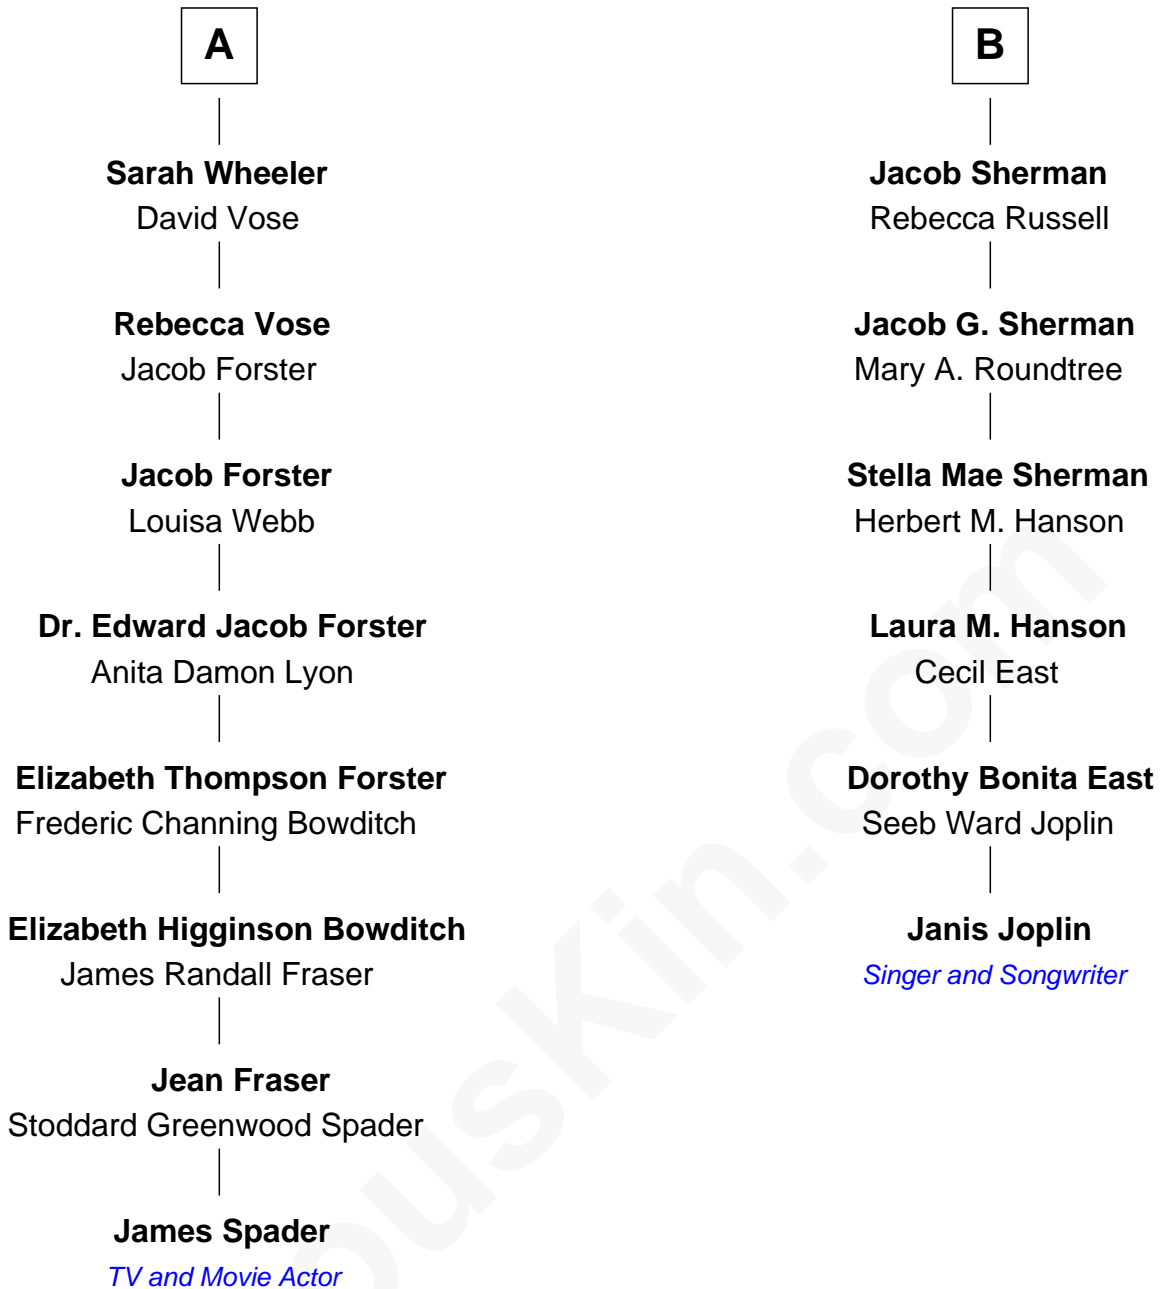 A
Sarah Wheeler
David Vose
Rebecca Vose
Jacob Forster
Jacob Forster
Louisa Webb
Dr. Edward Jacob Forster
Anita Damon Lyon
Elizabeth Thompson Forster
Frederic Channing Bowditch
Elizabeth Higginson Bowditch
James Randall Fraser
Jean Fraser
Stoddard Greenwood Spader
James Spader
TV and Movie Actor
B
Jacob Sherman
Rebecca Russell
Jacob G. Sherman
Mary A. Roundtree
Stella Mae Sherman
Herbert M. Hanson
Laura M. Hanson
Cecil East
Dorothy Bonita East
Seeb Ward Joplin
Janis Joplin
Singer and Songwriter
ousKin.com